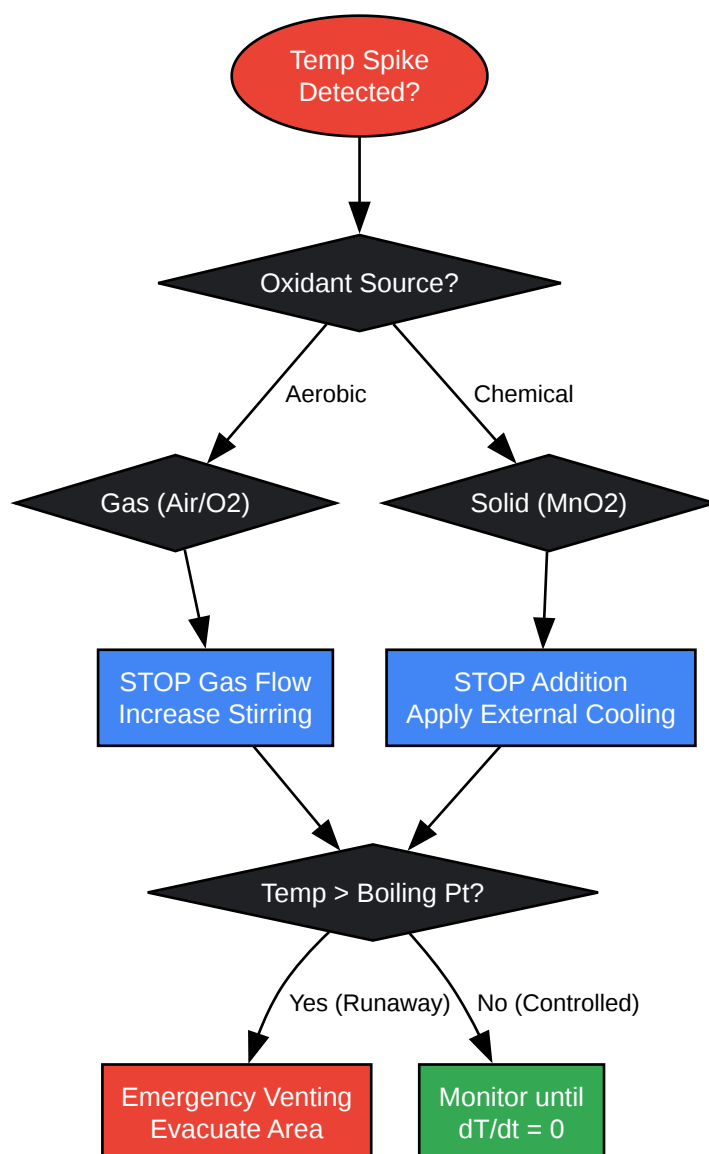 Temp Spike
Detected?
Oxidant Source?
Aerobic
Chemical
Gas (Air/O2)
Solid (MnO2)
STOP Gas Flow
Increase Stirring
STOP Addition
Apply External Cooling
Temp > Boiling Pt?
Yes (Runaway)
No (Controlled)
Emergency Venting
Evacuate Area
Monitor until
dT/dt = 0